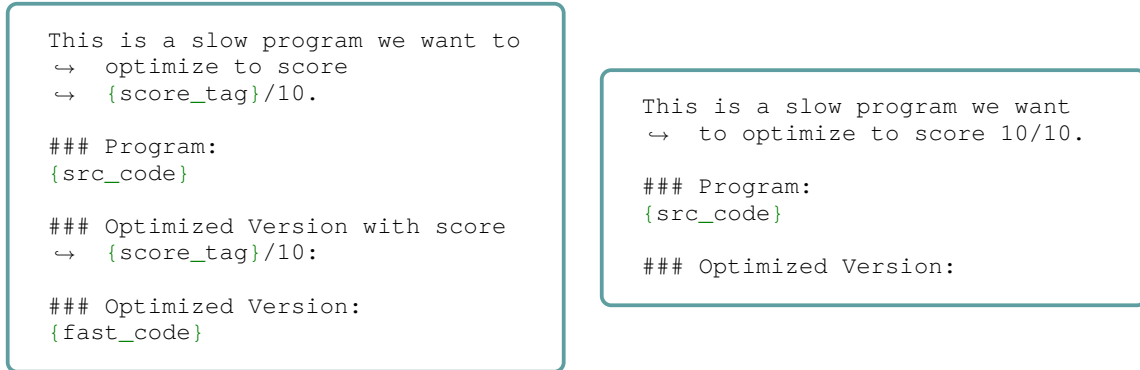 This is a slow program we want to
↪ optimize to score
↪ {score_tag}/10.
### Program:
{src_code}
### Optimized Version with score
↪ {score_tag}/10:
### Optimized Version:
{fast_code}
This is a slow program we want
↪ to optimize to score 10/10.
### Program:
{src_code}
### Optimized Version: